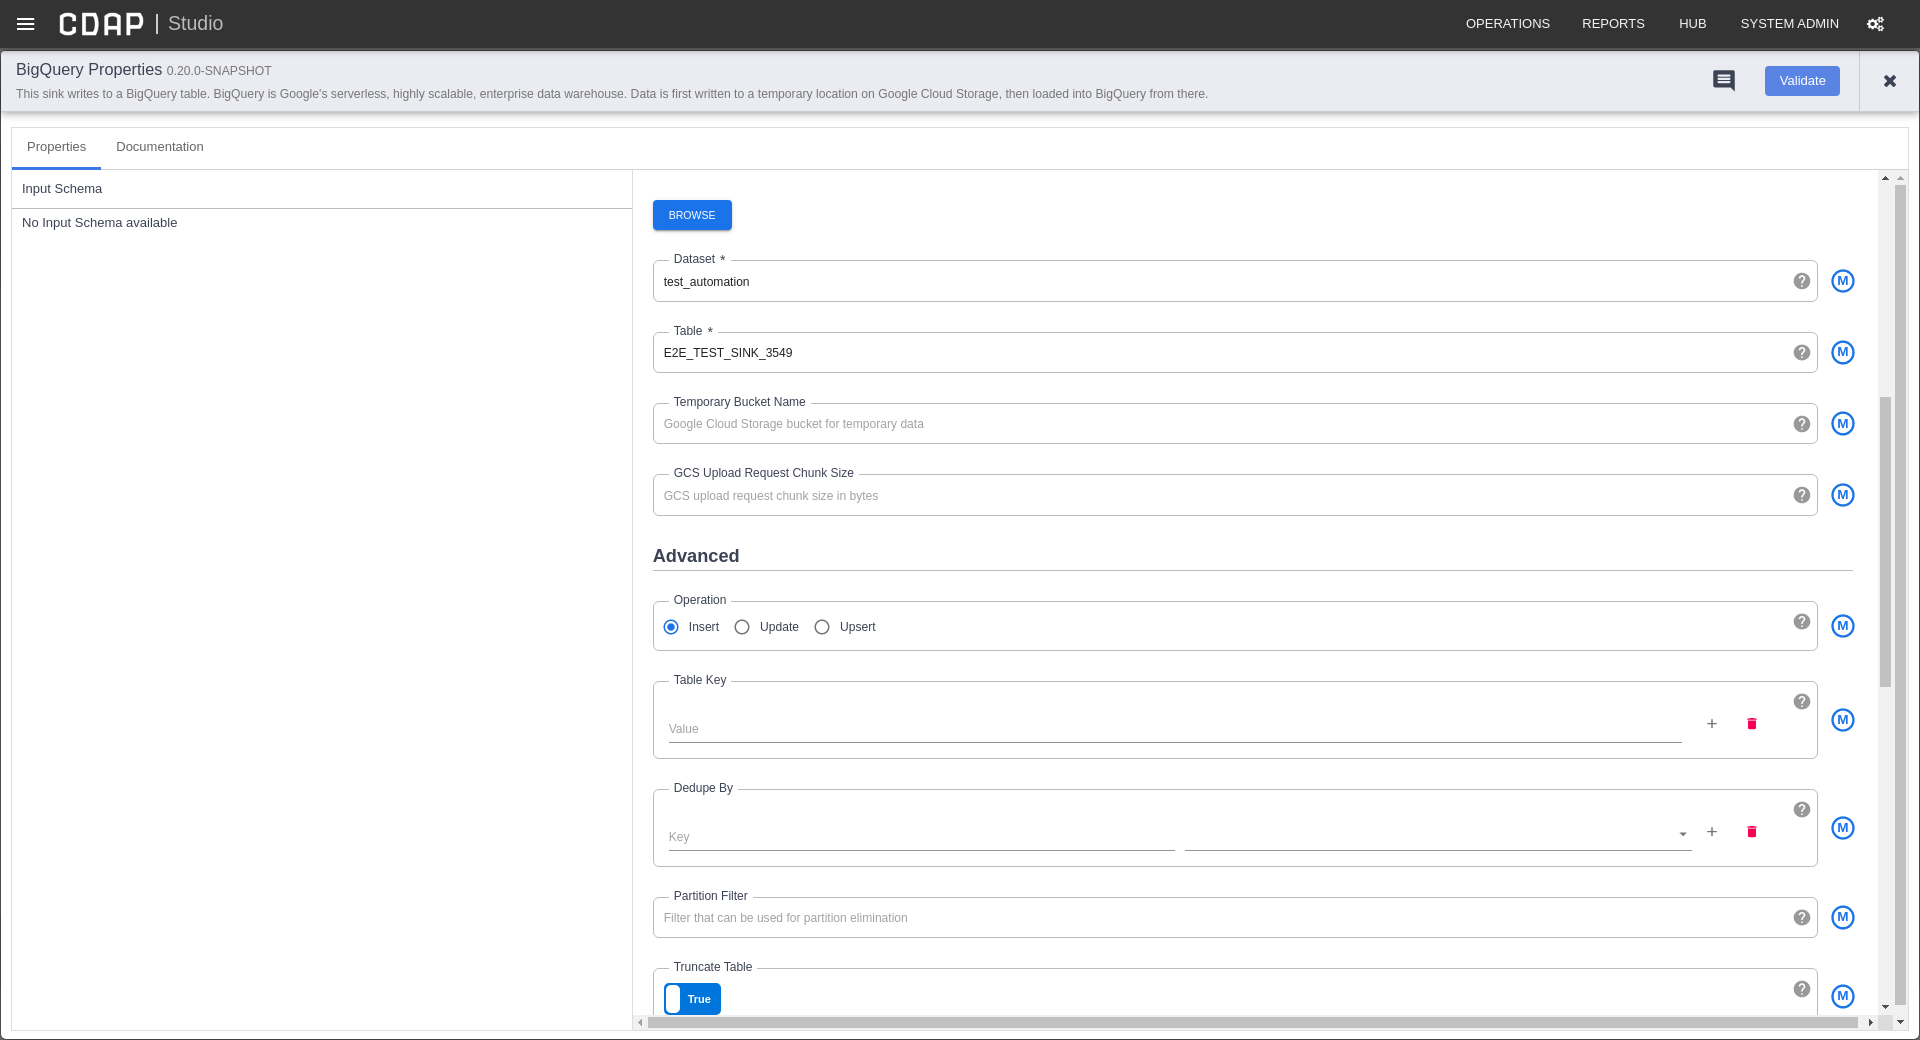 CDAP | Studio OPERATIONS REPORTS HUB SYSTEM ADMIN
BigQuery Properties 0.20.0-SNAPSHOT
This sink writes to a BigQuery table. BigQuery is Google's serverless, highly scalable, enterprise data warehouse. Data is first written to a temporary location on Google Cloud Storage, then loaded into BigQuery from there.
Validate
Properties Documentation
Input Schema
No Input Schema available
BROWSE
Dataset *
test_automation
M
Table *
E2E_TEST_SINK_3549
M
Temporary Bucket Name
Google Cloud Storage bucket for temporary data
M
GCS Upload Request Chunk Size
GCS upload request chunk size in bytes
M
Advanced
Operation
Insert Update Upsert
M
Table Key
Value
M
Dedupe By
Key
M
Partition Filter
Filter that can be used for partition elimination
M
Truncate Table
True
M